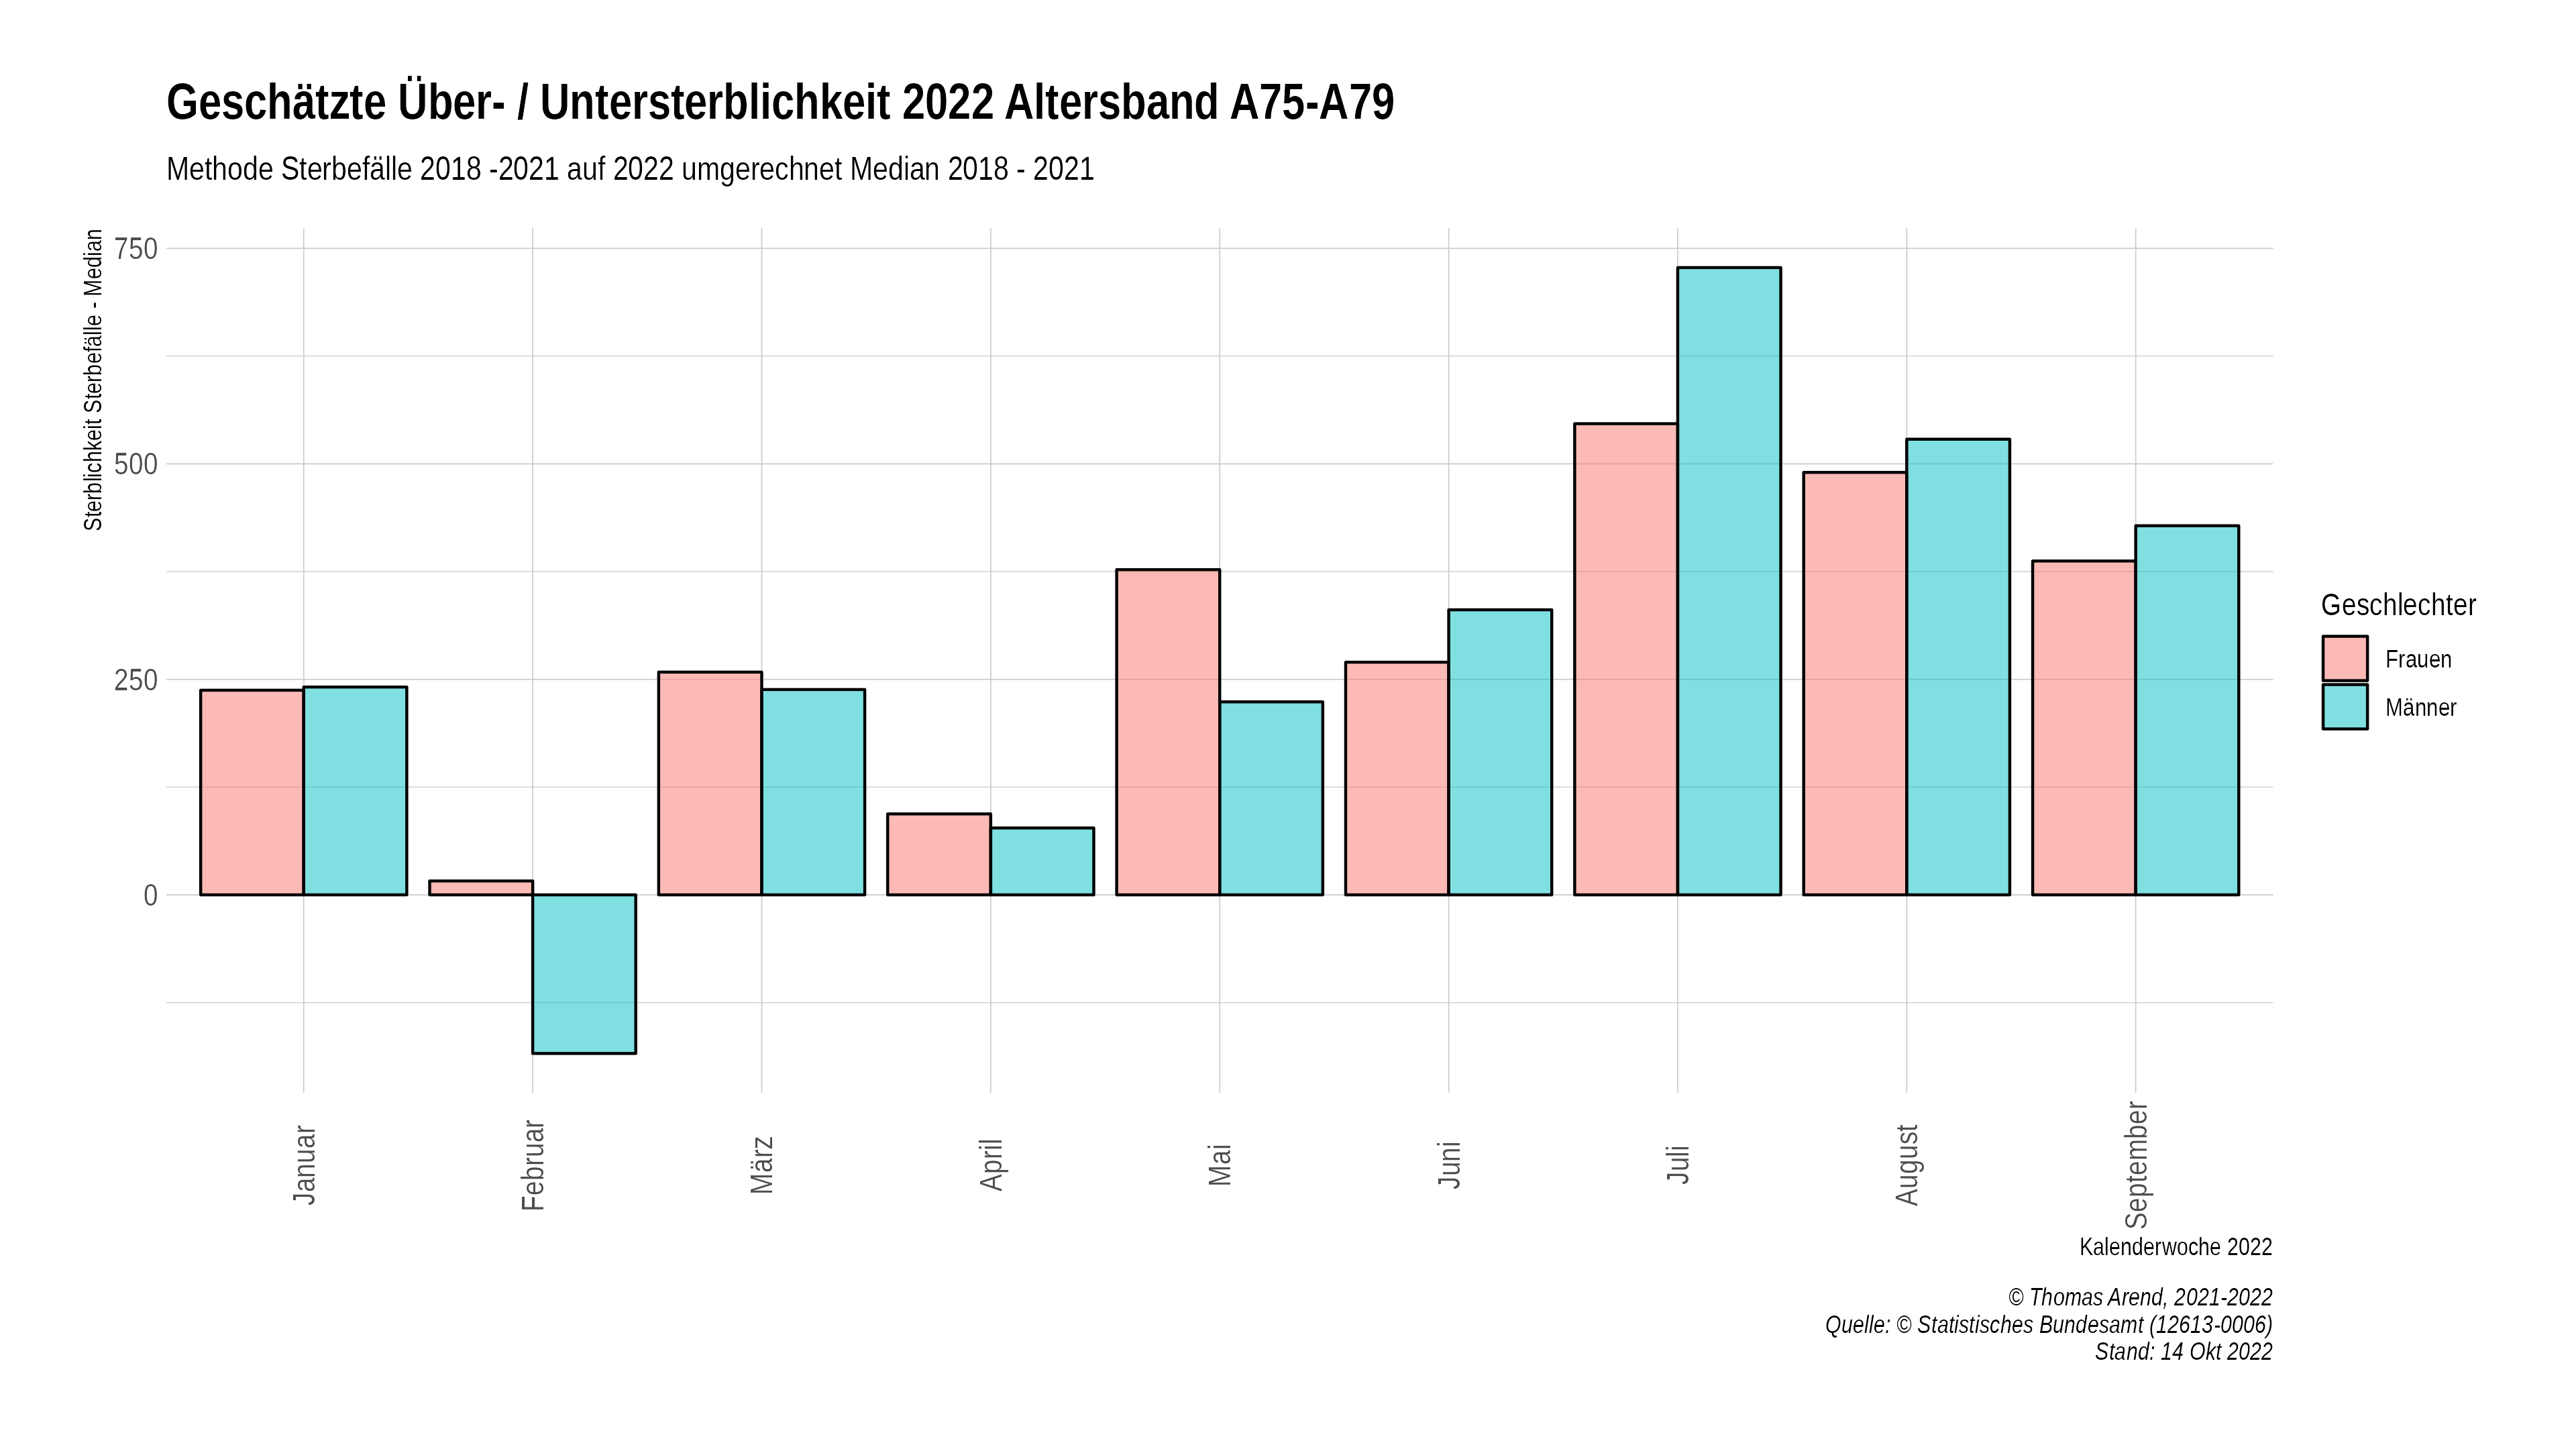 Geschätzte Über- / Untersterblichkeit 2022 Altersband A75-A79
Methode Sterbefälle 2018 -2021 auf 2022 umgerechnet Median 2018 - 2021
Sterblichkeit Sterbefälle - Median
750
500
250
0
Geschlechter
Frauen
Männer
Januar
Februar
März
April
Mai
Juni
Juli
August
September
Kalenderwoche 2022
© Thomas Arend, 2021-2022
Quelle: © Statistisches Bundesamt (12613-0006)
Stand: 14 Okt 2022